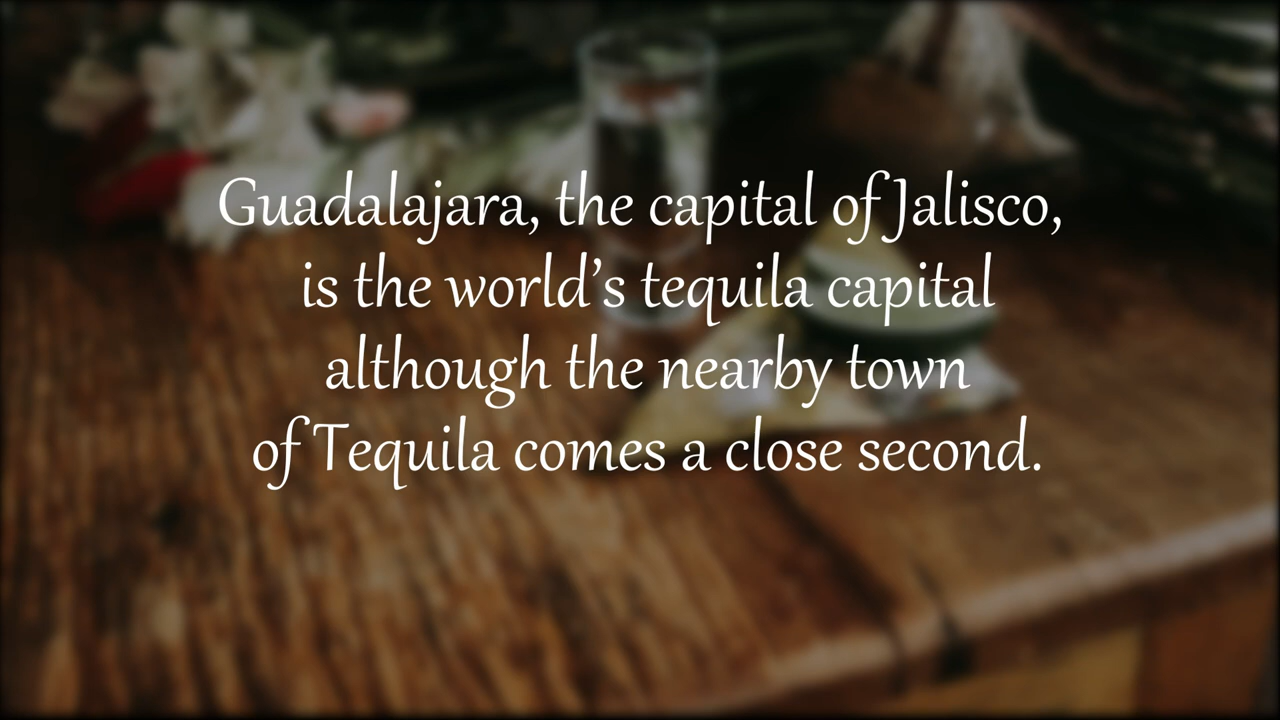 Guadalajara, the capital of Jalisco,
is the world’s tequila capital
although the nearby town
of Tequila comes a close second.